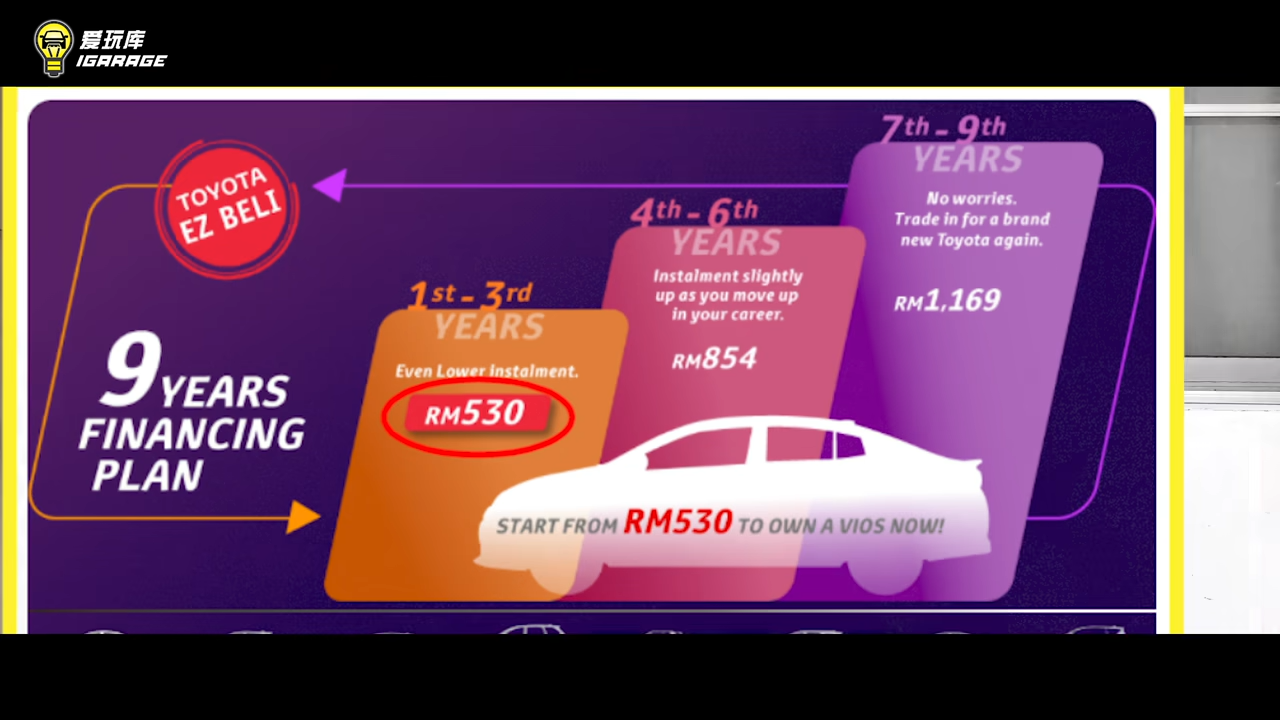 爱玩库
IGARAGE
TOYOTA
EZ BELI
9 YEARS
FINANCING
PLAN
1st - 3rd
YEARS
Even Lower instalment.
RM530
4th - 6th
YEARS
Instalment slightly
up as you move up
in your career.
RM854
7th - 9th
YEARS
No worries.
Trade in for a brand
new Toyota again.
RM1,169
START FROM RM530 TO OWN A VIOS NOW!